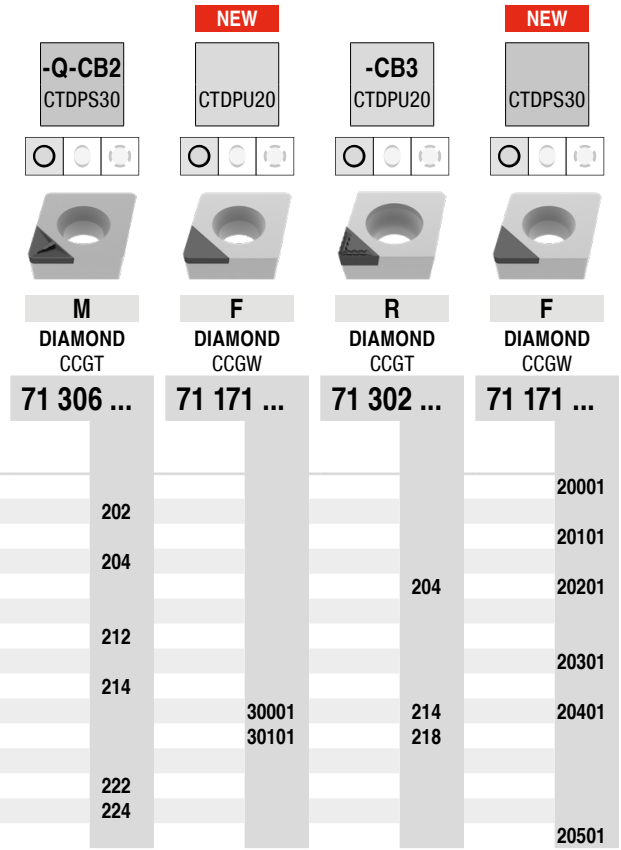 NEW NEW
-Q-CB2 -CB3
CTDPS30 CTDPU20 CTDPU20 CTDPS30
M F R F
DIAMOND DIAMOND DIAMOND DIAMOND
CCGT CCGW CCGT CCGW
71 306 ... 71 171 ... 71 302 ... 71 171 ...
20001
202
20101
204
204 20201
212
20301
214
30001 214 20401
30101 218
222
224
20501